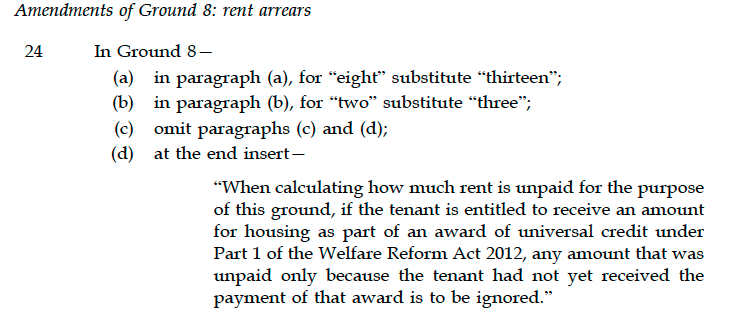 Amendments of Ground 8: rent arrears
24 In Ground 8—
(a) in paragraph (a), for “eight” substitute “thirteen”;
(b) in paragraph (b), for “two” substitute “three”;
(c) omit paragraphs (c) and (d);
(d) at the end insert—
“When calculating how much rent is unpaid for the purpose
of this ground, if the tenant is entitled to receive an amount
for housing as part of an award of universal credit under
Part 1 of the Welfare Reform Act 2012, any amount that was
unpaid only because the tenant had not yet received the
payment of that award is to be ignored.”